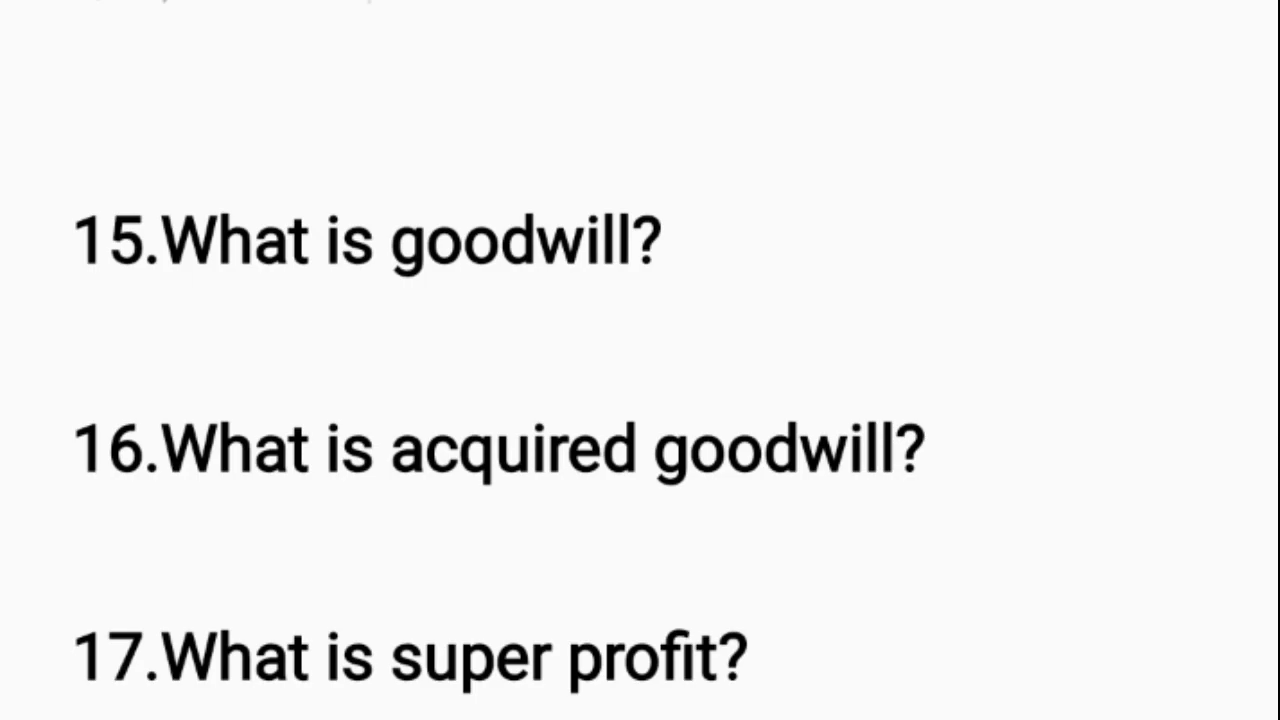 15.What is goodwill?
16.What is acquired goodwill?
17.What is super profit?